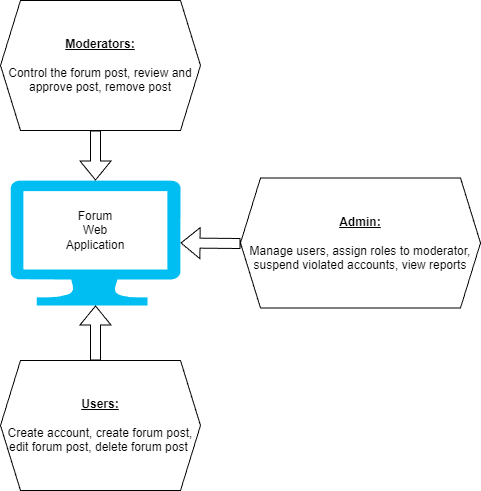 Moderators:
Control the forum post, review and
approve post, remove post
Forum
Web
Application
Admin:
Manage users, assign roles to moderator,
suspend violated accounts, view reports
Users:
Create account, create forum post,
edit forum post, delete forum post